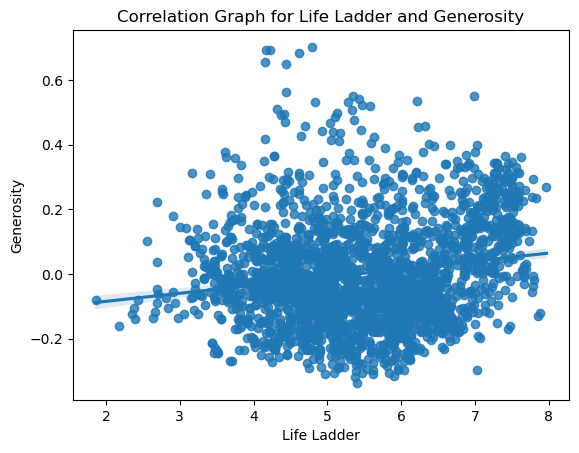 Correlation Graph for Life Ladder and Generosity
Generosity
0.6
0.4
0.2
0.0
−0.2
2 3 4 5 6 7 8
Life Ladder